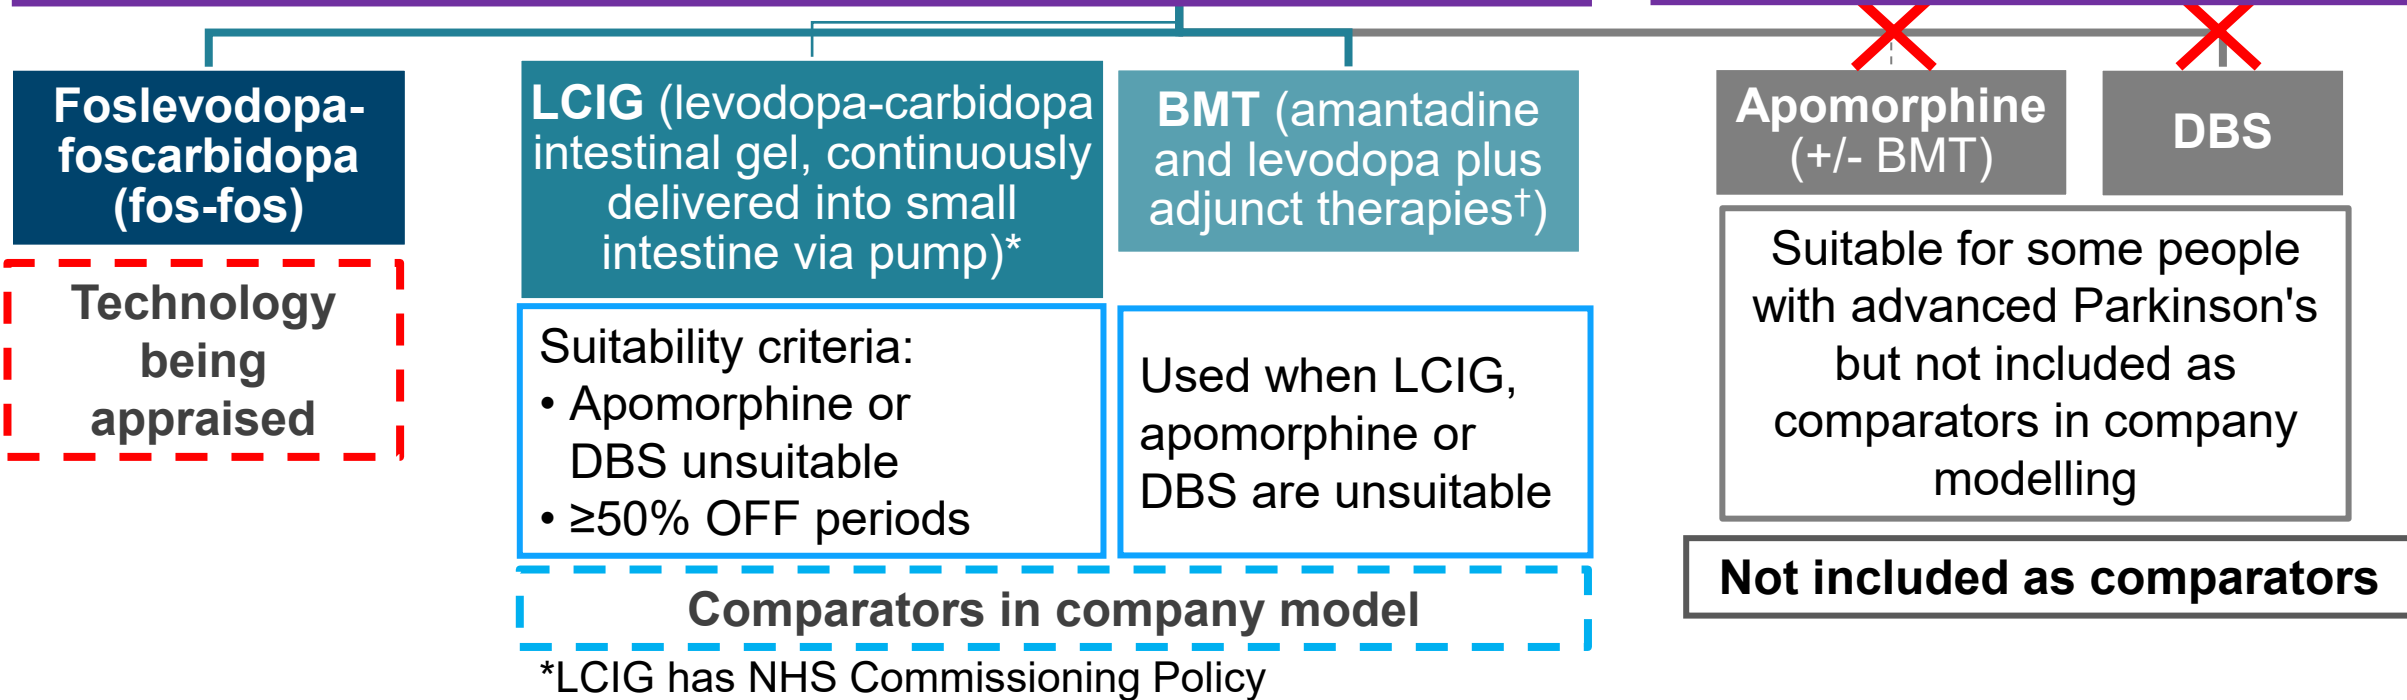 Foslevodopa-
foscarbidopa
(fos-fos)
Technology
being
appraised
LCIG (levodopa-carbidopa
intestinal gel, continuously
delivered into small
intestine via pump)*
Suitability criteria:
• Apomorphine or
DBS unsuitable
• ≥50% OFF periods
BMT (amantadine
and levodopa plus
adjunct therapies†)
Used when LCIG,
apomorphine or
DBS are unsuitable
Comparators in company model
*LCIG has NHS Commissioning Policy
Apomorphine
(+/- BMT)
DBS
Suitable for some people
with advanced Parkinson's
but not included as
comparators in company
modelling
Not included as comparators